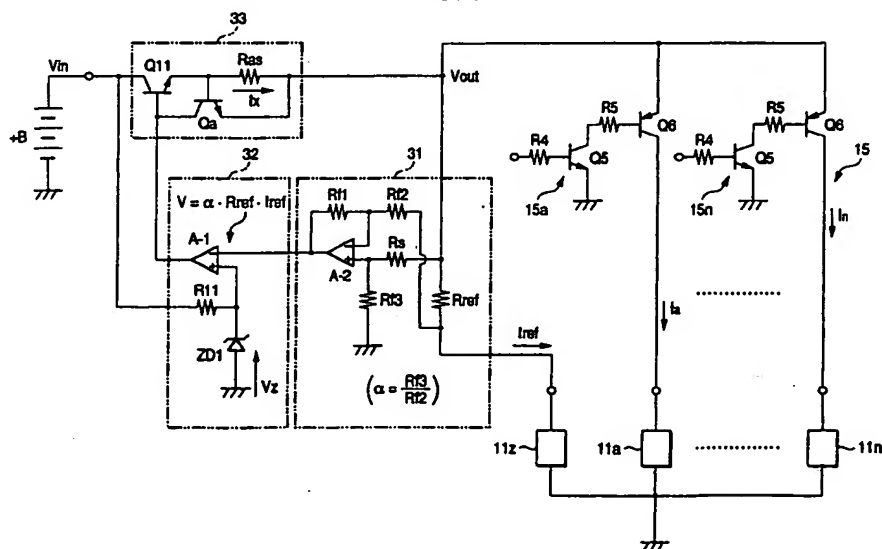 33
Vin
Q11
Ras
Ix
Qa
Vout
+B
R5
Q6
R4
Q5
15a
R5
Q6
R4
Q5
15n
15
In
32
31
V = α · Rref · Iref
A-1
R11
ZD1
Vz
Rf1
Rf2
A-2
Rs
Rf3
Rref
(α = Rf3/Rf2)
Iref
Ia
11z
11a
11n